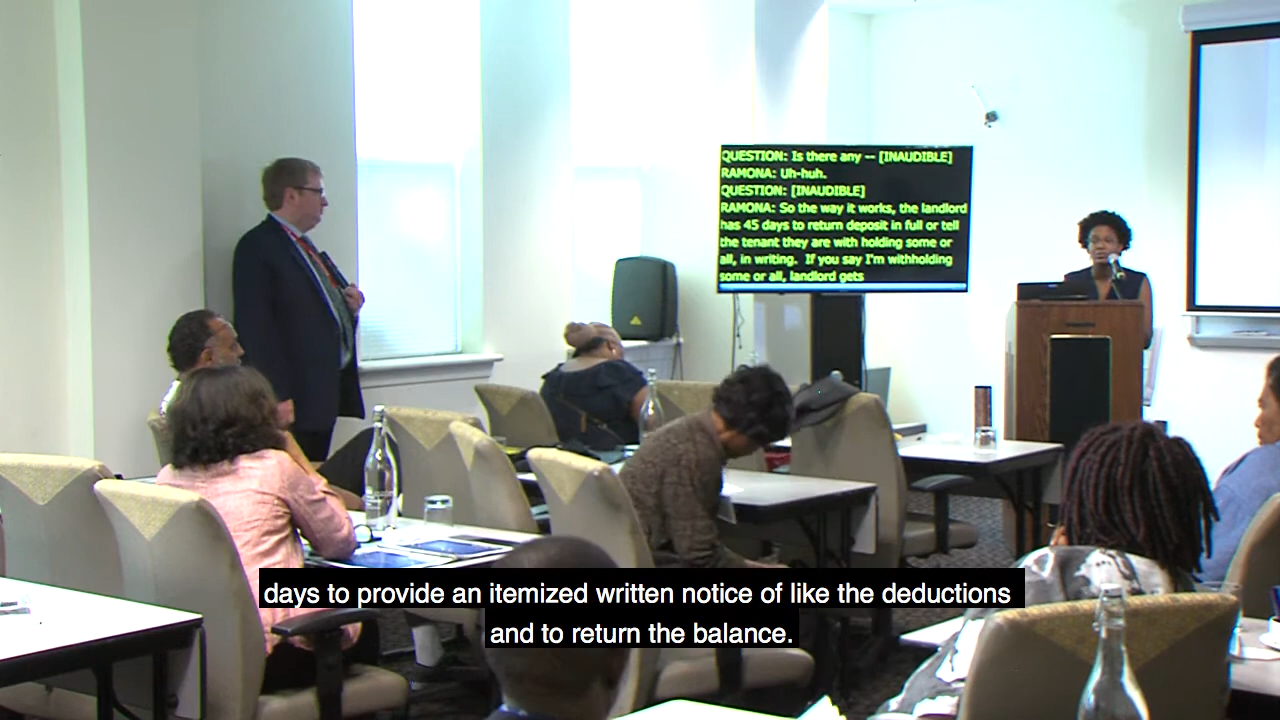 QUESTION: Is there any -- [INAUDIBLE]
RAMONA: Uh-huh.
QUESTION: [INAUDIBLE]
RAMONA: So the way it works, the landlord
has 45 days to return deposit in full or tell
the tenant they are with holding some or
all, in writing.  If you say I'm withholding
some or all, landlord gets
days to provide an itemized written notice of like the deductions
and to return the balance.